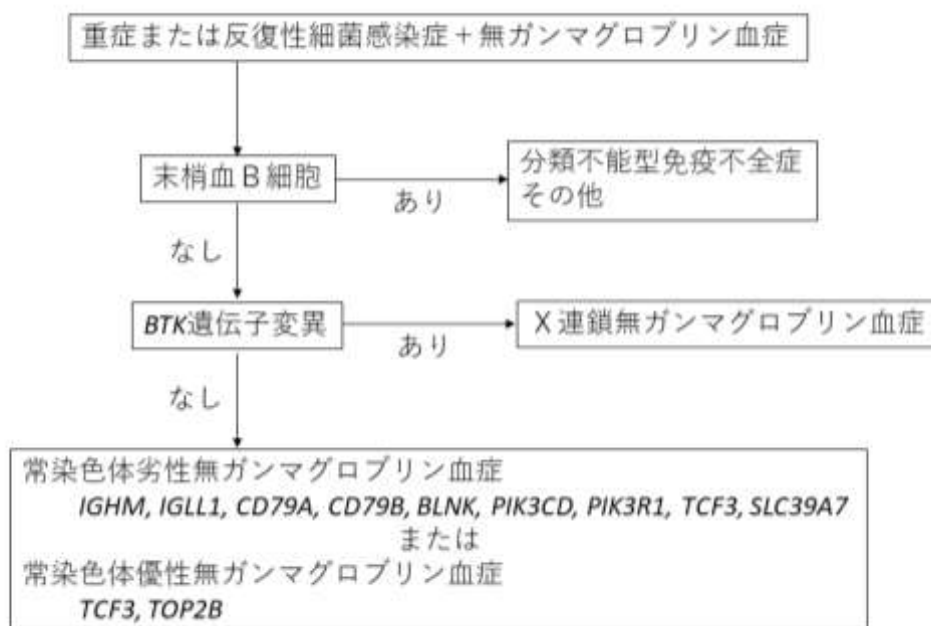 重症または反復性細菌感染症＋無ガンマグロブリン血症
末梢血B細胞
あり
分類不能型免疫不全症
その他
なし
BTK遺伝子変異
あり
X連鎖無ガンマグロブリン血症
なし
常染色体劣性無ガンマグロブリン血症
IGHM, IGLL1, CD79A, CD79B, BLNK, PIK3CD, PIK3R1, TCF3, SLC39A7
または
常染色体優性無ガンマグロブリン血症
TCF3, TOP2B